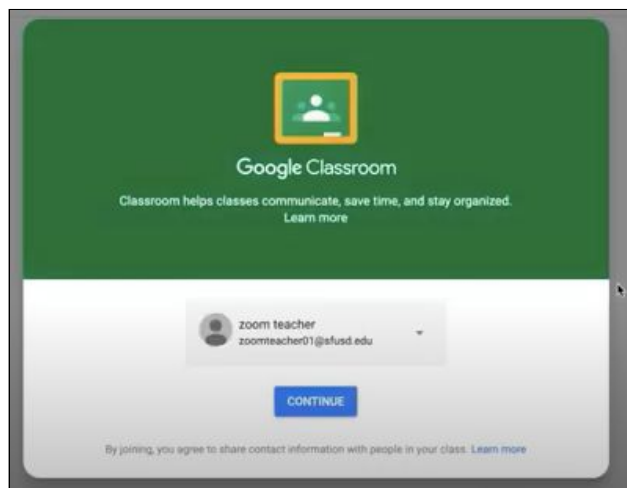 Google Classroom
Classroom helps classes communicate, save time, and stay organized.
Learn more
zoom teacher
zoomteacher01@sfusd.edu
CONTINUE
By joining, you agree to share contact information with people in your class. Learn more